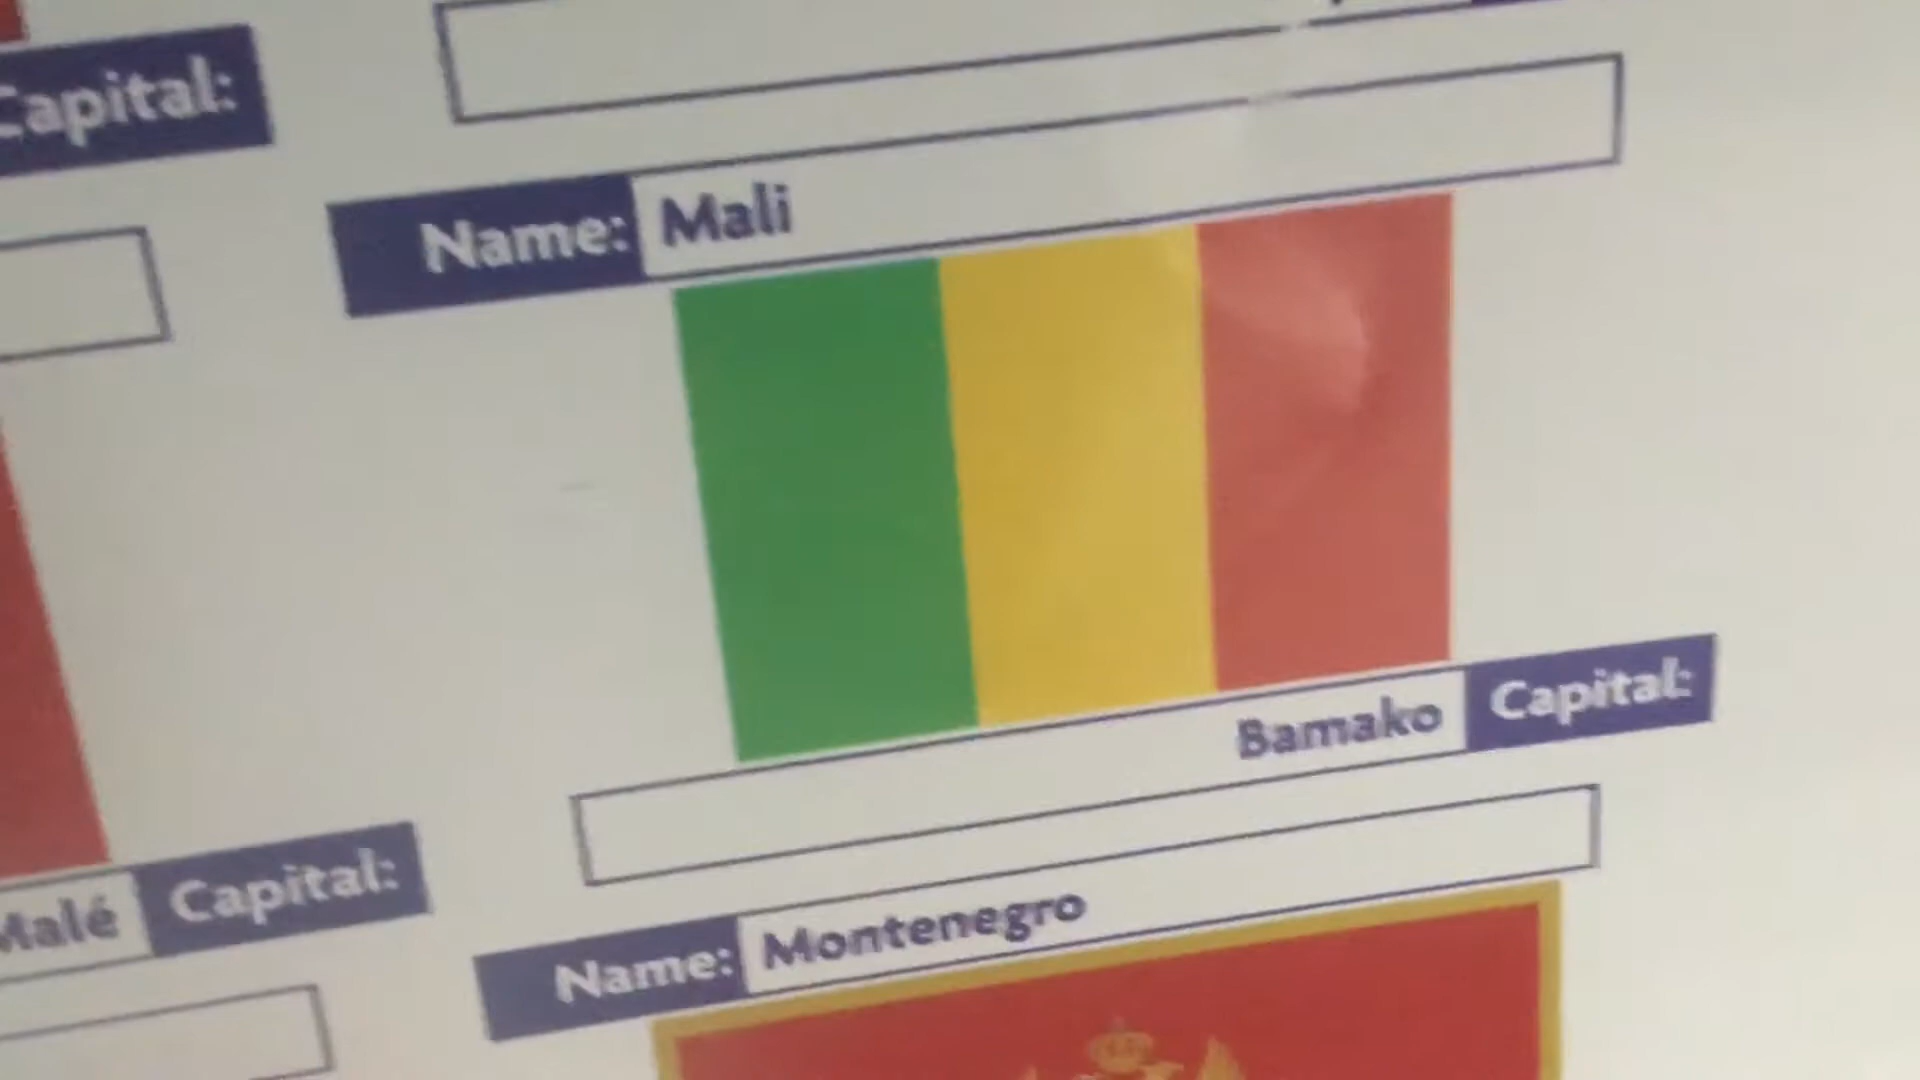 Capital:
Name: Mali
Bamako Capital:
Malé Capital:
Name: Montenegro